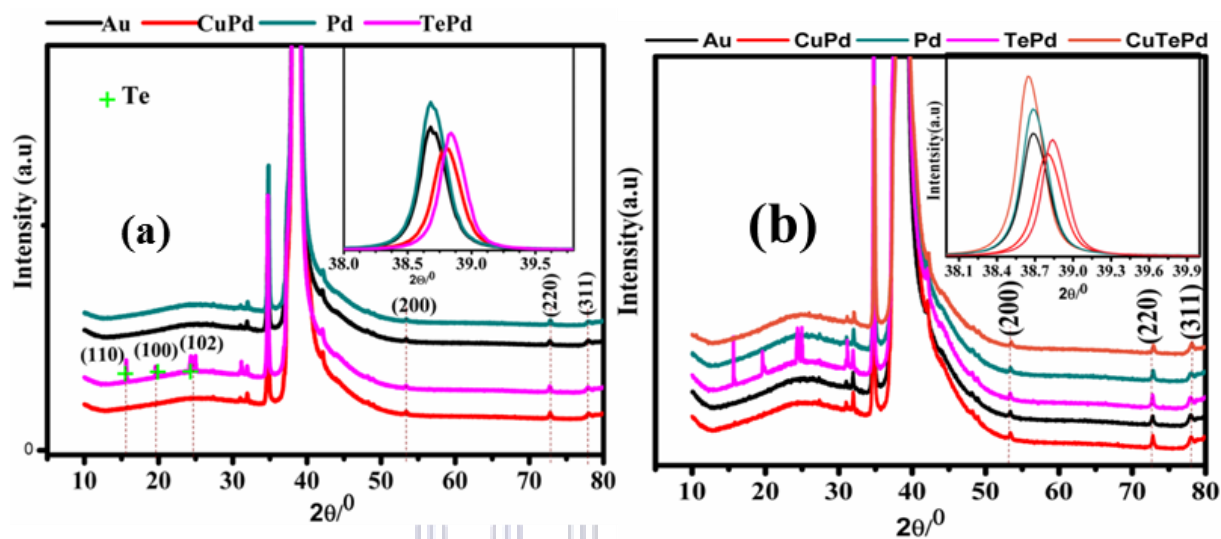 Au CuPd Pd TePd
Te
(a)
(110)
(100)
(102)
(200)
(220)
(311)
Intensity (a.u)
0
10 20 30 40 50 60 70 80
2θ/⁰
38.0 38.5 39.0 39.5
2θ/⁰
Au CuPd Pd TePd CuTePd
(b)
(200)
(220)
(311)
Intensity(a.u)
10 20 30 40 50 60 70 80
2θ/⁰
Intentsity(a.u)
38.1 38.4 38.7 39.0 39.3 39.6 39.9
2θ/⁰